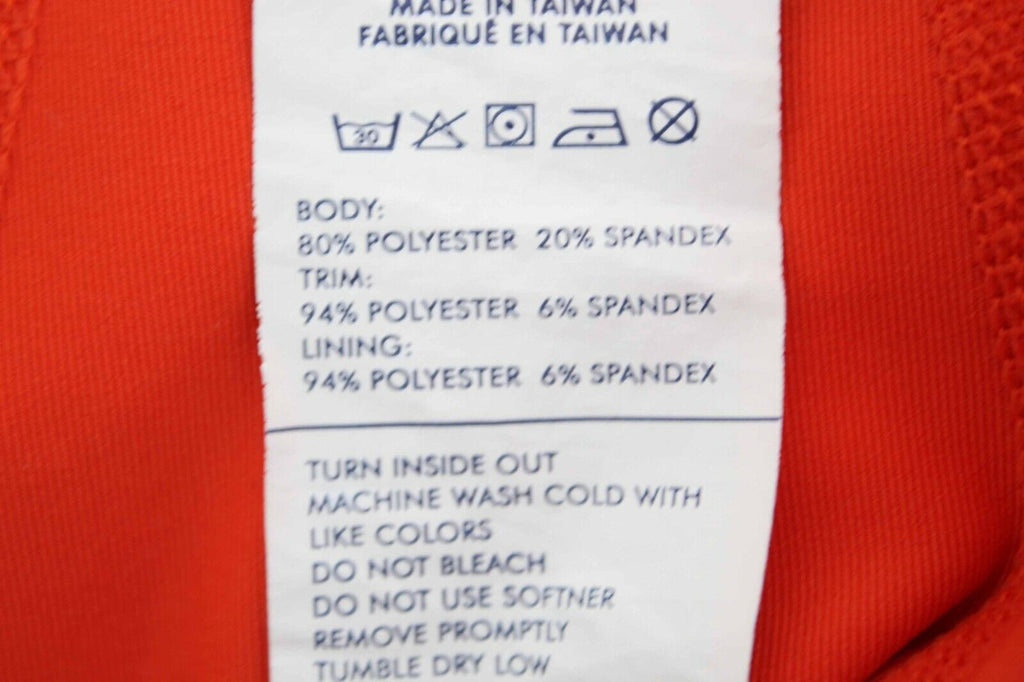 MADE IN TAIWAN
FABRIQUÉ EN TAIWAN
30
BODY:
80% POLYESTER 20% SPANDEX
TRIM:
94% POLYESTER 6% SPANDEX
LINING:
94% POLYESTER 6% SPANDEX
TURN INSIDE OUT
MACHINE WASH COLD WITH
LIKE COLORS
DO NOT BLEACH
DO NOT USE SOFTNER
REMOVE PROMPTLY
TUMBLE DRY LOW